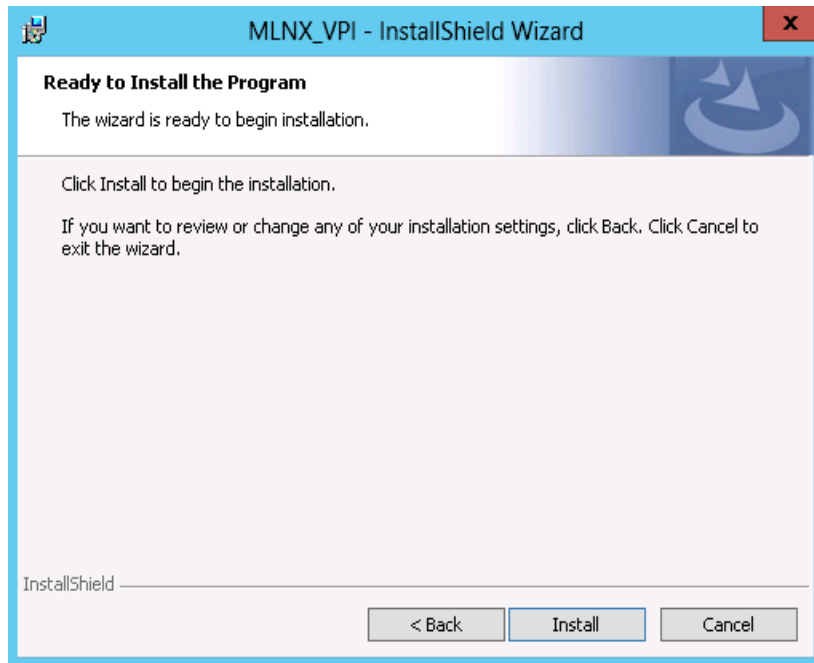 MLNX_VPI - InstallShield Wizard
x
Ready to Install the Program
The wizard is ready to begin installation.
Click Install to begin the installation.
If you want to review or change any of your installation settings, click Back. Click Cancel to
exit the wizard.
InstallShield
< Back Install Cancel